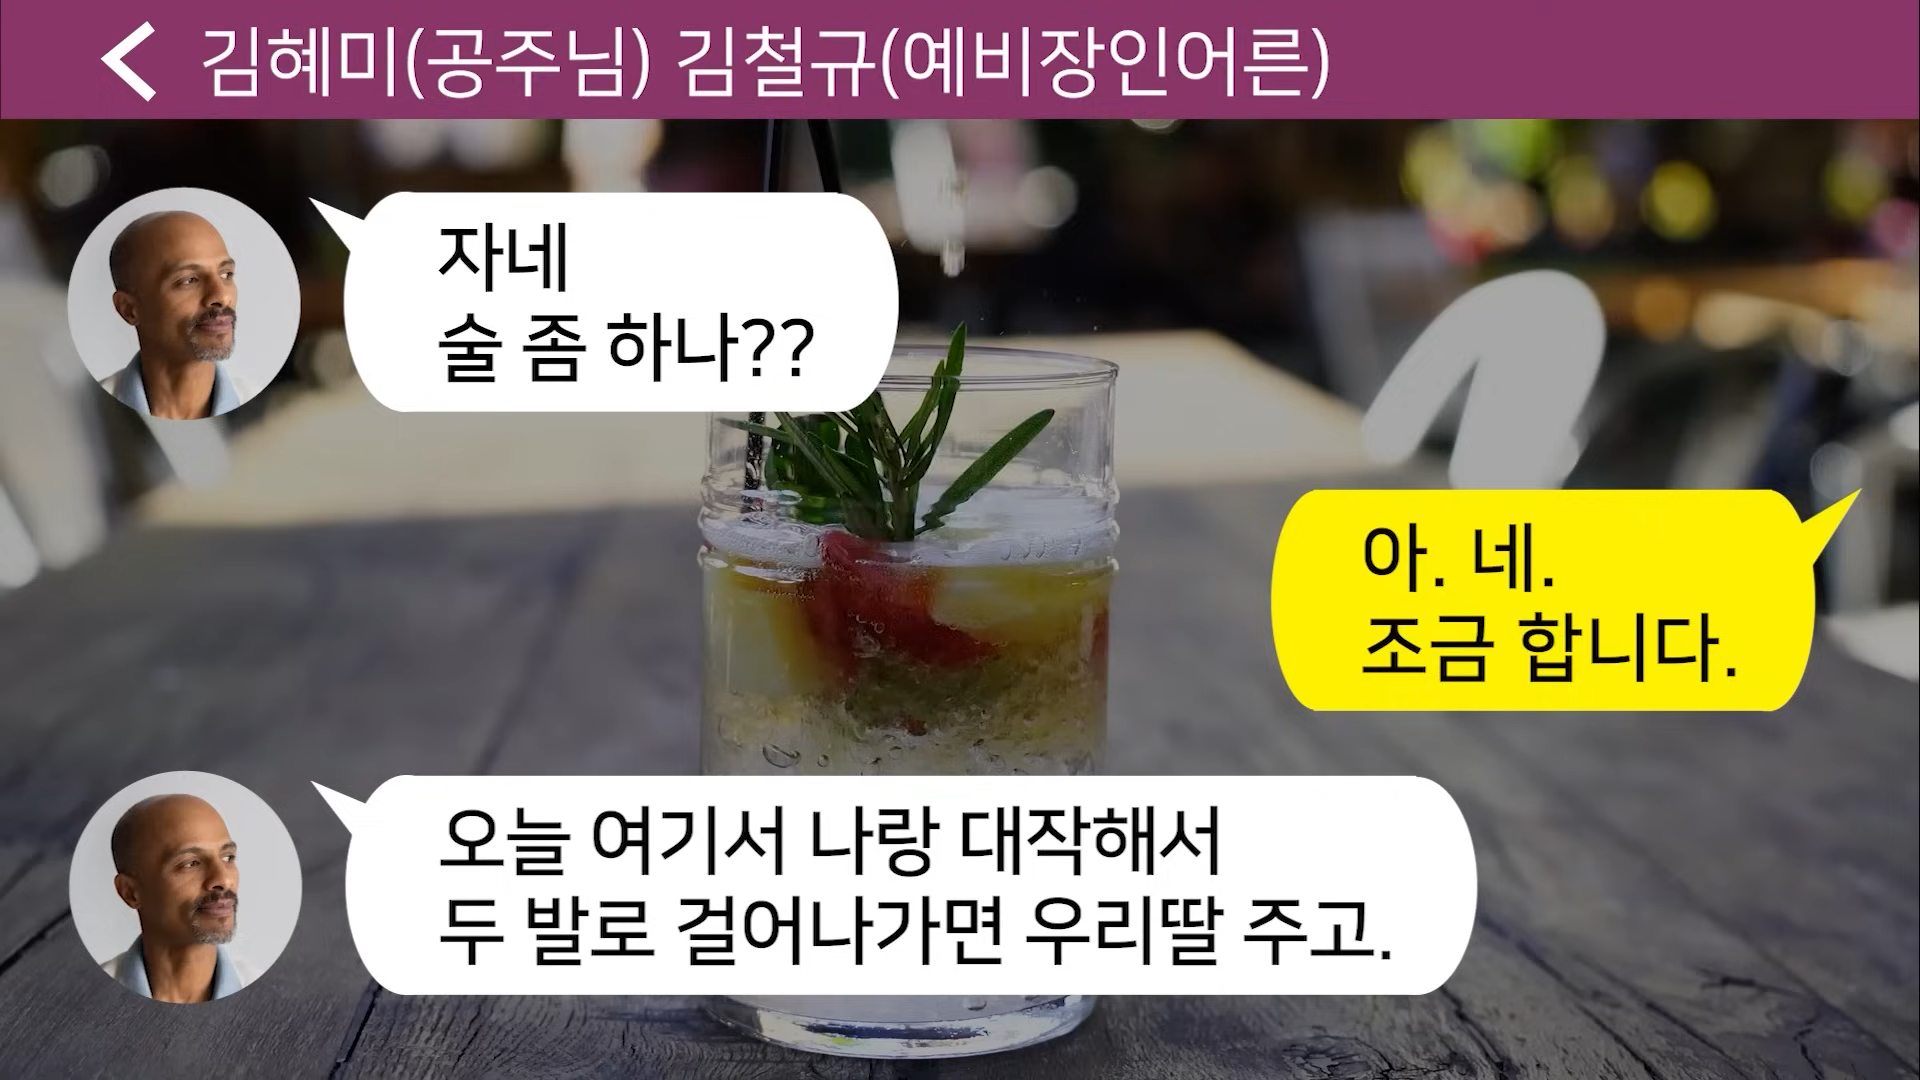 김혜미(공주님) 김철규(예비장인어른)
자네
술 좀 하나??
아. 네.
조금 합니다.
오늘 여기서 나랑 대작해서
두 발로 걸어나가면 우리딸 주고.